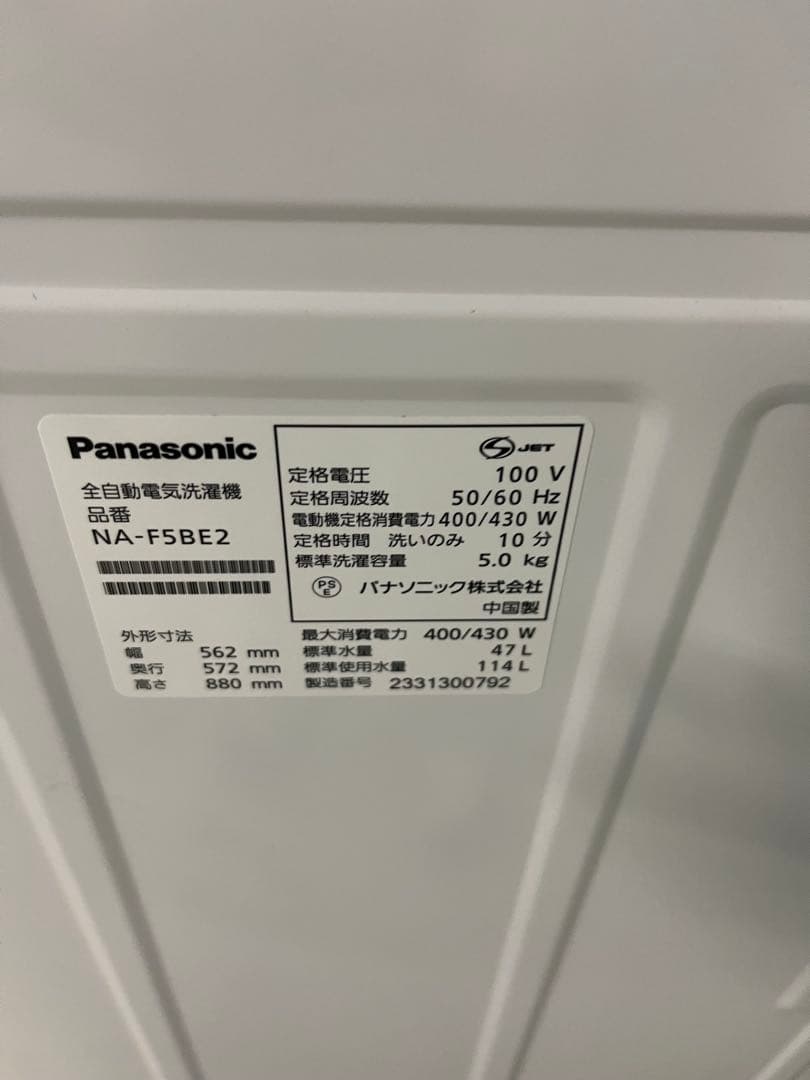 Panasonic
全自動電気洗濯機
品番
NA-F5BE2
外形寸法
幅 562 mm
奥行 572 mm
高さ 880 mm
S JET
定格電圧 100 V
定格周波数 50/60 Hz
電動機定格消費電力 400/430 W
定格時間 洗いのみ 10 分
標準洗濯容量 5.0 kg
PS E パナソニック株式会社
中国製
最大消費電力 400/430 W
標準水量 47 L
標準使用水量 114 L
製造番号 2331300792